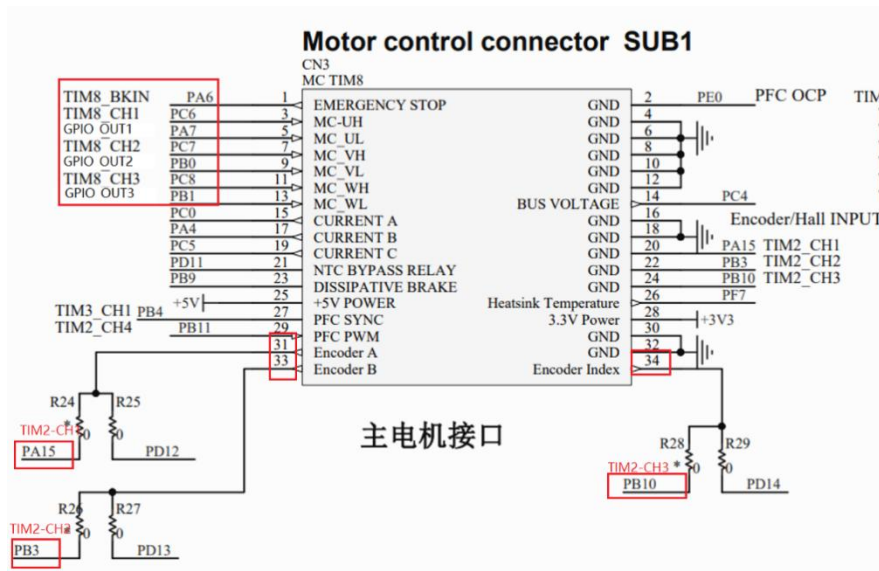 Motor control connector SUB1
CN3
MC TIM8
TIM8_BKIN PA6 1 EMERGENCY STOP GND 2 PE0 PFC OCP TIM
TIM8_CH1 PC6 3 MC-UH GND 4
GPIO OUT1 PA7 5 MC_UL GND 6
TIM8_CH2 PC7 7 MC_VH GND 8
GPIO OUT2 PB0 9 MC_VL GND 10
TIM8_CH3 PC8 11 MC_WH GND 12
GPIO OUT3 PB1 13 MC_WL BUS VOLTAGE 14 PC4
PC0 15 CURRENT A GND 16 Encoder/Hall INPUT
PA4 17 CURRENT B GND 18
PC5 19 CURRENT C GND 20 PA15 TIM2_CH1
PD11 21 NTC BYPASS RELAY GND 22 PB3 TIM2_CH2
PB9 23 DISSIPATIVE BRAKE GND 24 PB10 TIM2_CH3
+5V 25 +5V POWER Heatsink Temperature 26 PF7
TIM3_CH1 PB4 27 PFC SYNC 3.3V Power 28 +3V3
TIM2_CH4 PB11 29 PFC PWM GND 30
31 Encoder A GND 32
33 Encoder B Encoder Index 34
主电机接口
R24 R25
TIM2-CH1 * 0 0
PA15 PD12
R28 R29
TIM2-CH3 * 0 0
PB10 PD14
R26 R27
TIM2-CH2 * 0 0
PB3 PD13